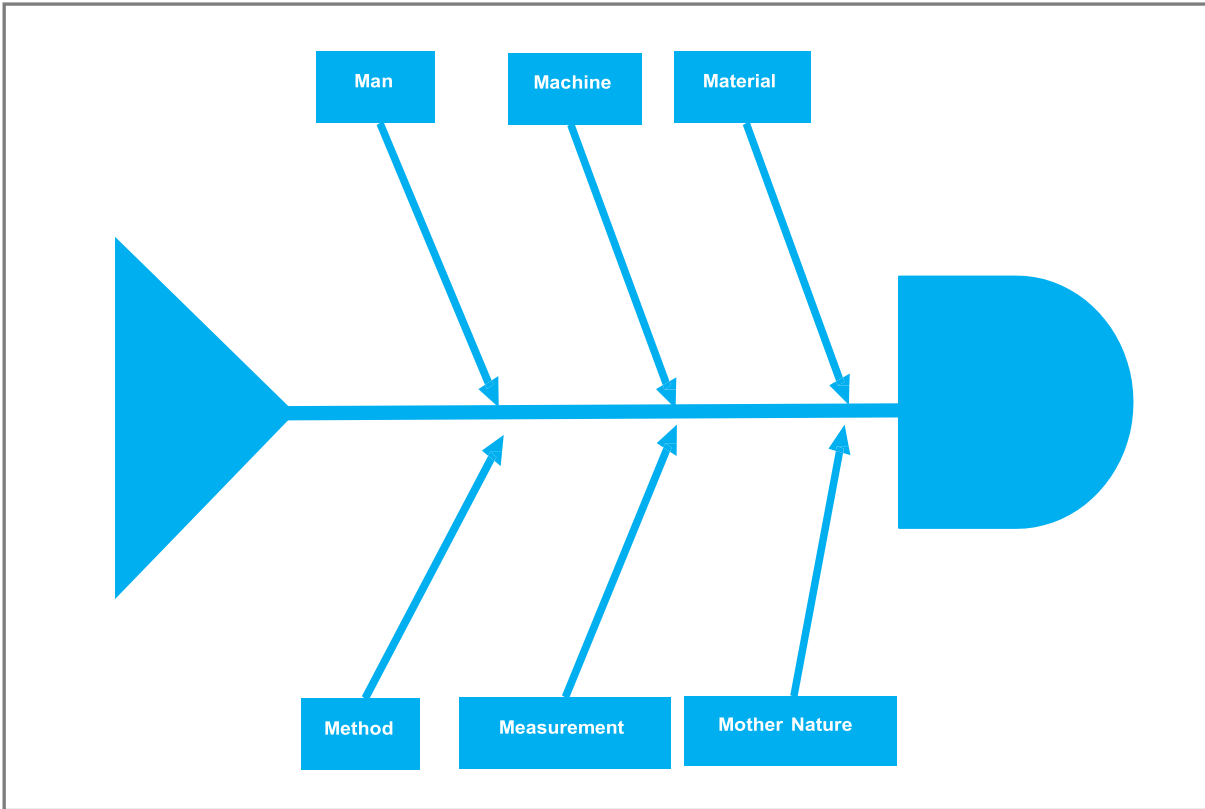 Man
Machine
Material
Method
Measurement
Mother Nature